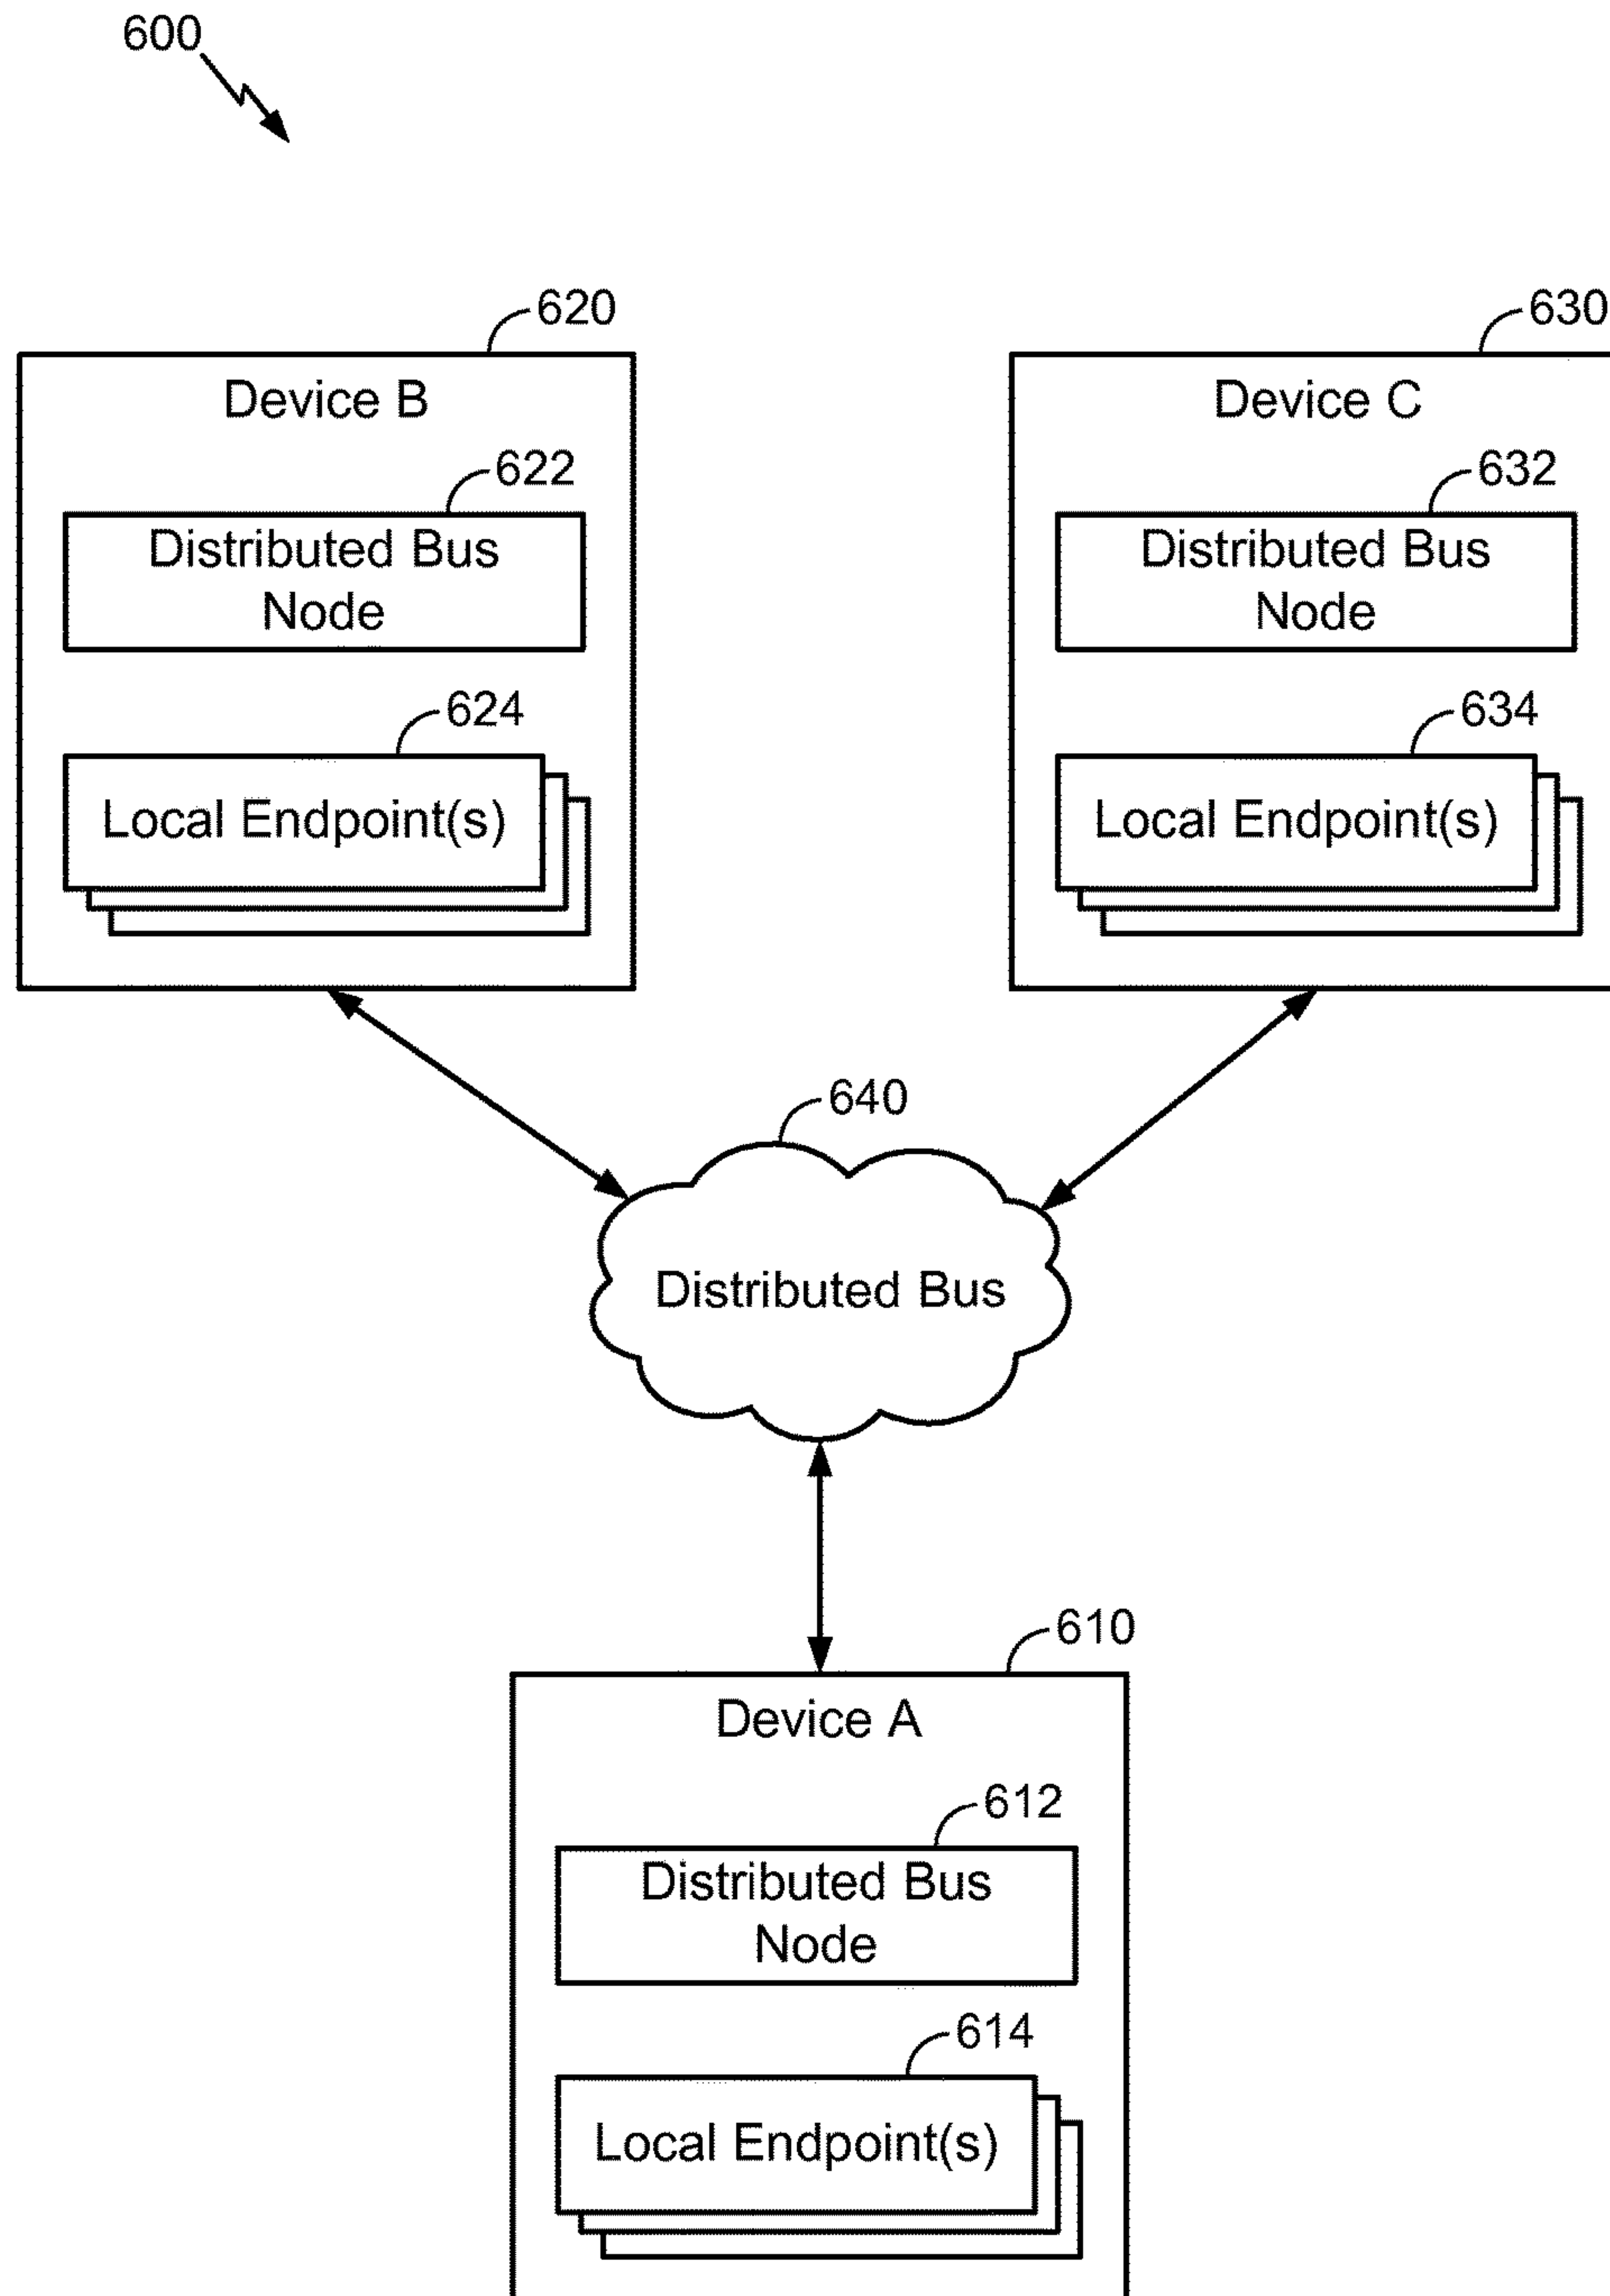 600
620
630
Device B
Device C
622
632
Distributed Bus
Node
Distributed Bus
Node
624
634
Local Endpoint(s)
Local Endpoint(s)
640
Distributed Bus
610
Device A
612
Distributed Bus
Node
614
Local Endpoint(s)